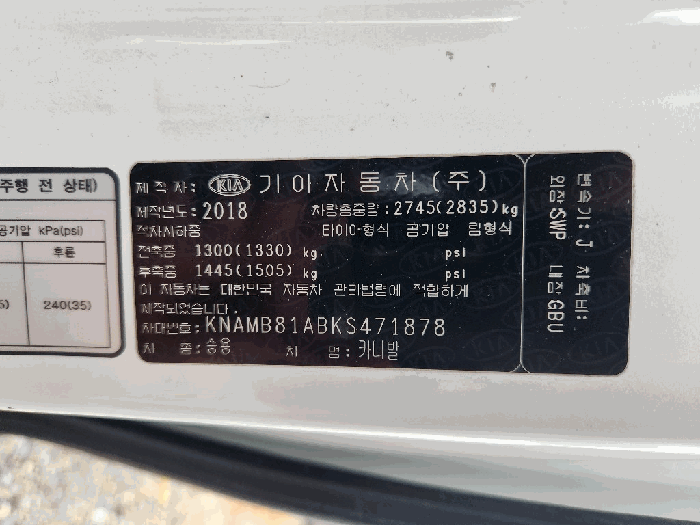 주행 전 상태)
공기압 kPa(psi)
후륜
240(35)
제작자: KIA 기아자동차(주)
제작년도: 2018 차량총중량: 2745(2835)kg
적차시하중 타이어형식 공기압 림형식
전축중 1300(1330) kg psi
후축중 1445(1505) kg psi
이 자동차는 대한민국 자동차 관리법령에 적합하게
제작되었습니다.
차대번호: KNAMB81ABKS471878
차 종: 승용 차 명: 카니발
변속기: J 차축비:
외장 SWP 내장 GBU